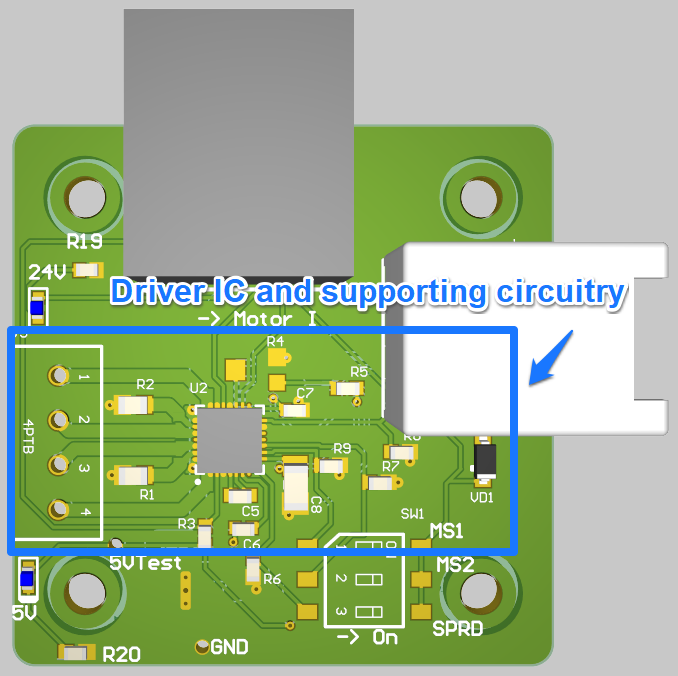 R19
24V
Driver IC and supporting circuitry
-> Motor I
R4
R2
U2
C7
R5
1
2
3
4
4PTB
R9
R7
R1
C5
C8
VD1
R3
C6
SW1
MS1
5VTest
MS2
R6
2
3
5V
SPRD
-> On
R20
GND